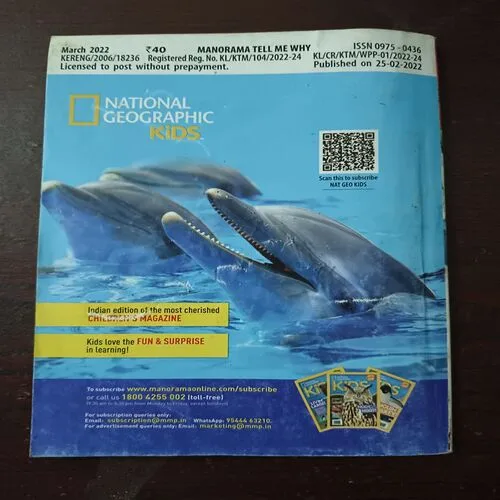 March 2022 ₹40 MANORAMA TELL ME WHY ISSN 0975 - 0436
KERENG/2006/18236 Registered Reg. No. KL/KTM/104/2022-24 KL/CR/KTM/WPP-01/2022-24
Licensed to post without prepayment. Published on 25-02-2022
NATIONAL
GEOGRAPHIC
KiDS
Scan this to subscribe
NAT GEO KIDS
Indian edition of the most cherished
CHILDREN'S MAGAZINE
Kids love the FUN & SURPRISE
in learning!
To subscribe www.manoramaonline.com/subscribe
or call us 1800 4255 002 (toll-free)
For subscription queries only:
Email: subscription@mmp.in WhatsApp: 95444 63210.
For advertisement queries only: Email: marketing@mmp.in
KiDS